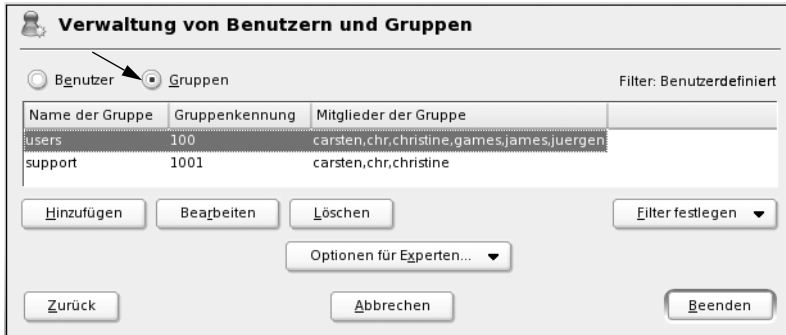 Verwaltung von Benutzern und Gruppen
Benutzer Gruppen Filter: Benutzerdefiniert
Name der Gruppe Gruppenkennung Mitglieder der Gruppe
users 100 carsten,chr,christine,games,james,juergen
support 1001 carsten,chr,christine
Hinzufügen Bearbeiten Löschen Filter festlegen
Optionen für Experten...
Zurück Abbrechen Beenden